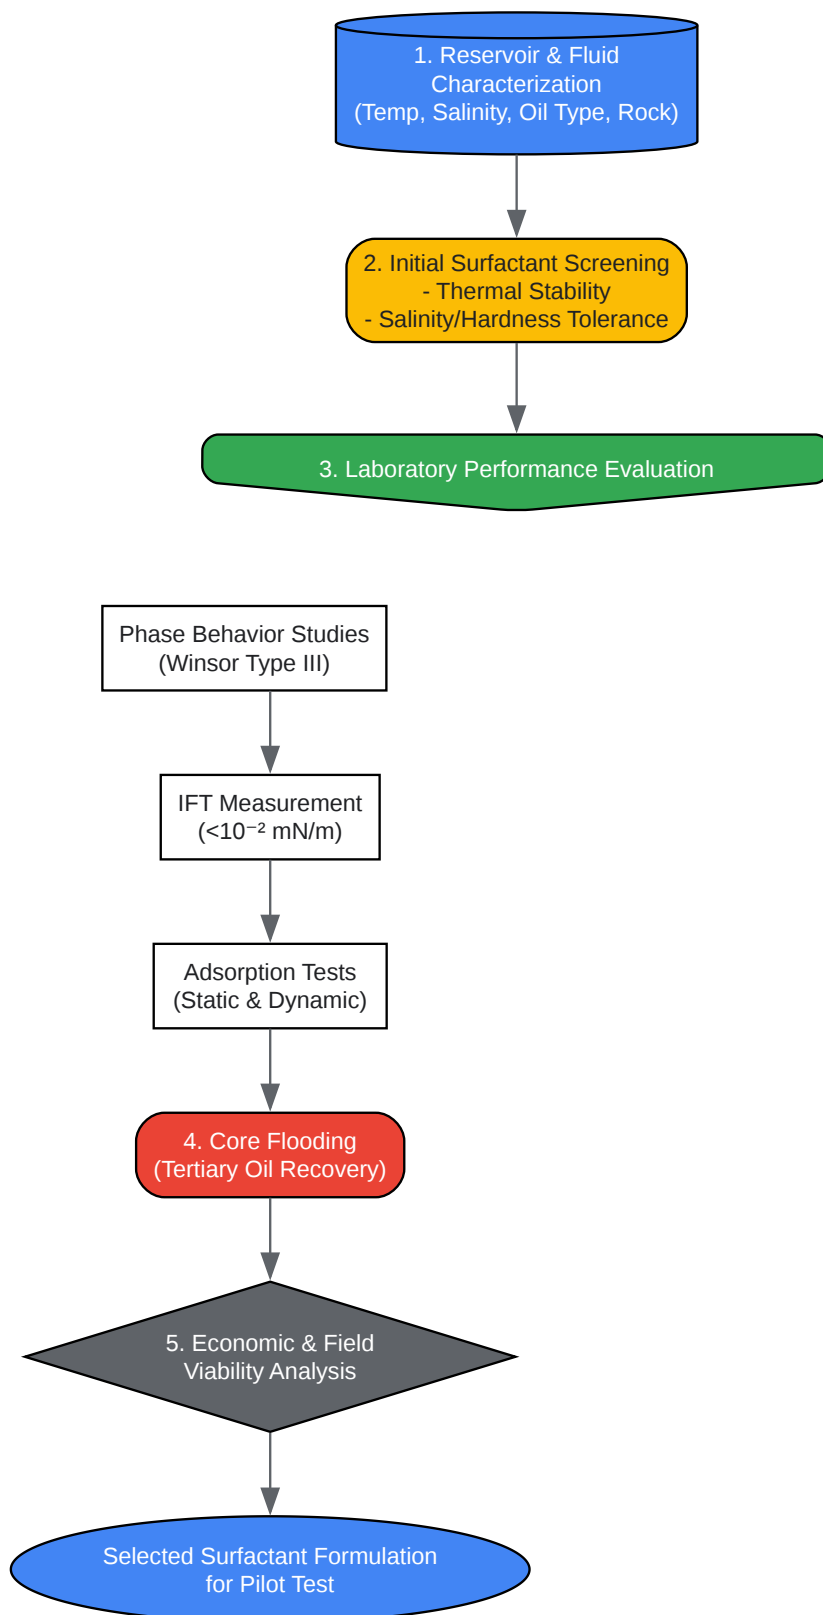 1. Reservoir & Fluid
Characterization
(Temp, Salinity, Oil Type, Rock)
2. Initial Surfactant Screening
- Thermal Stability
- Salinity/Hardness Tolerance
3. Laboratory Performance Evaluation
Phase Behavior Studies
(Winsor Type III)
IFT Measurement
(<10⁻² mN/m)
Adsorption Tests
(Static & Dynamic)
4. Core Flooding
(Tertiary Oil Recovery)
5. Economic & Field
Viability Analysis
Selected Surfactant Formulation
for Pilot Test